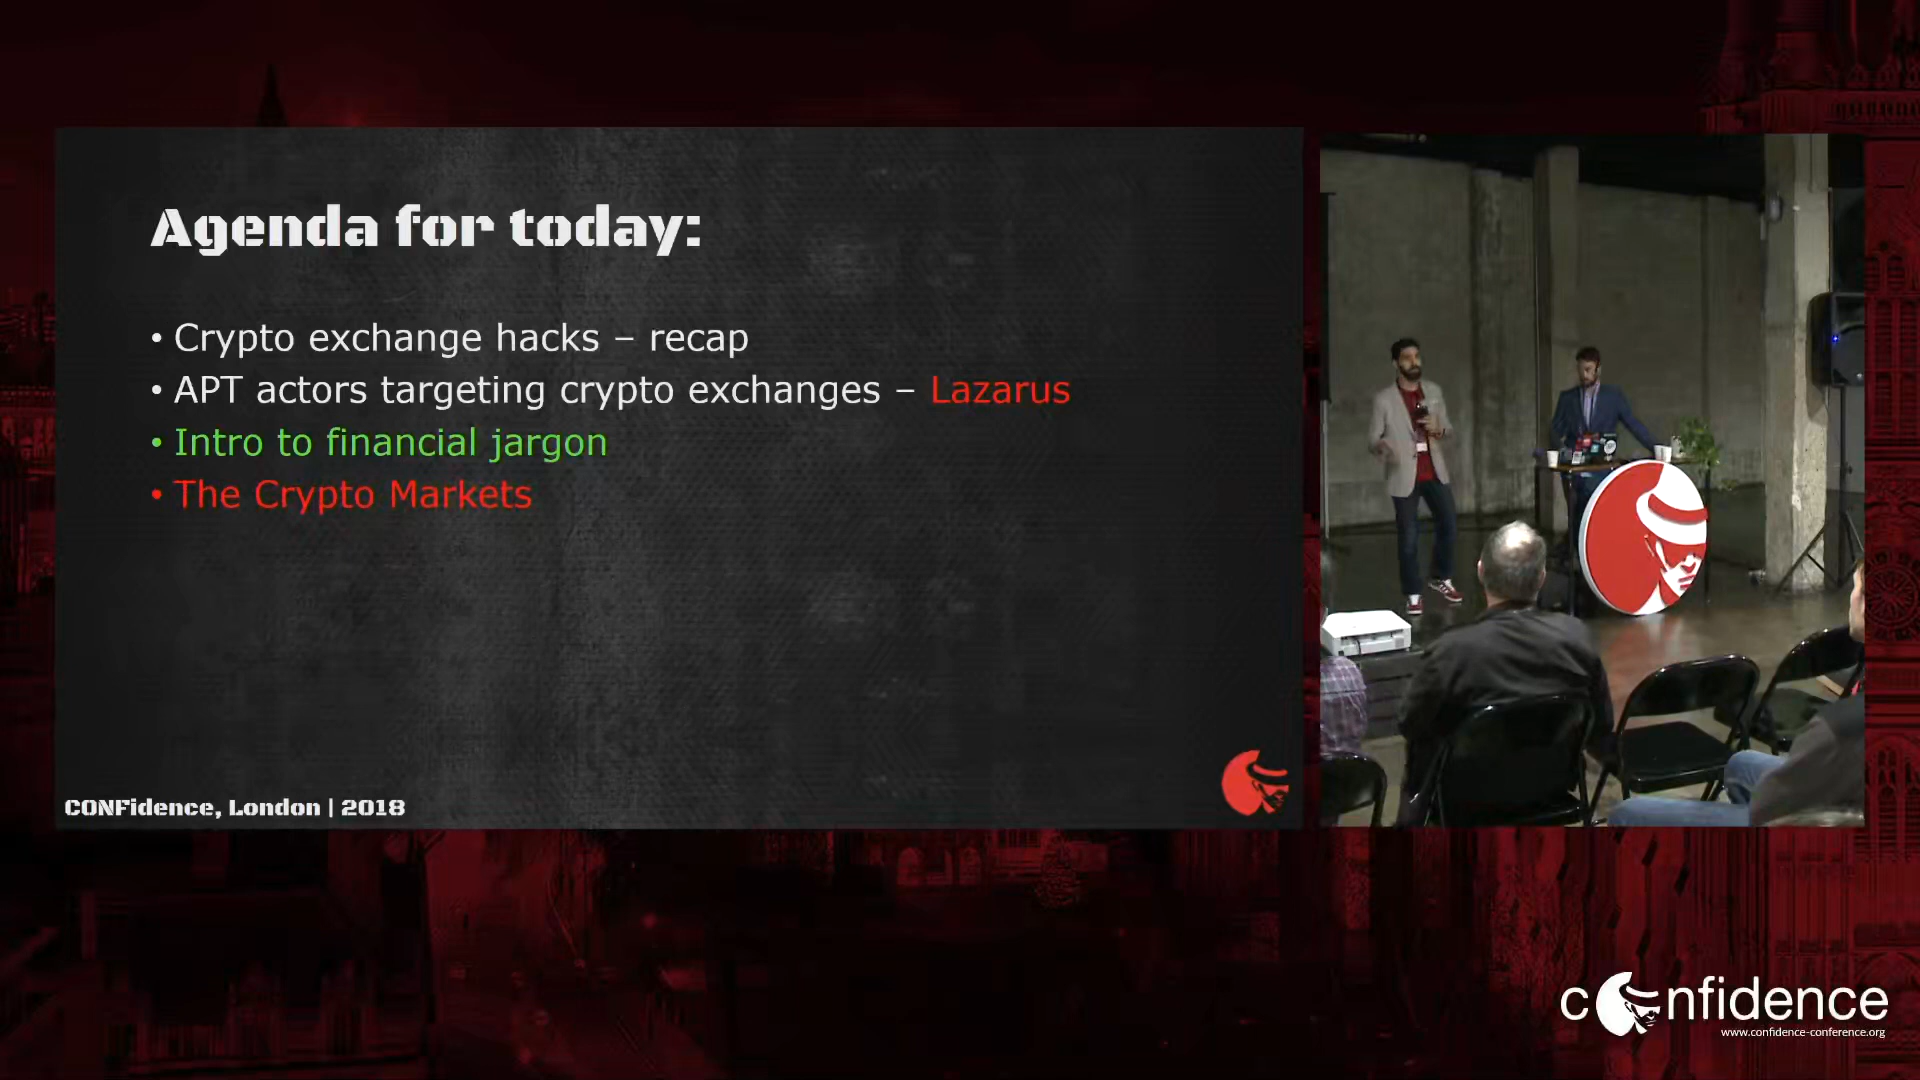 Agenda for today:
• Crypto exchange hacks – recap
• APT actors targeting crypto exchanges – Lazarus
• Intro to financial jargon
• The Crypto Markets
CONFidence, London | 2018
confidence
www.confidence-conference.org